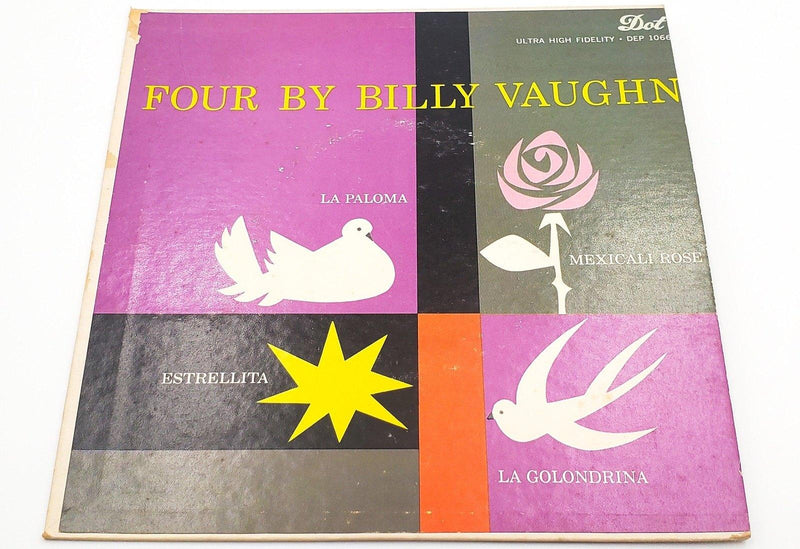 Dot
ULTRA HIGH FIDELITY • DEP 1066
FOUR BY BILLY VAUGHN
LA PALOMA
MEXICALI ROSE
ESTRELLITA
LA GOLONDRINA